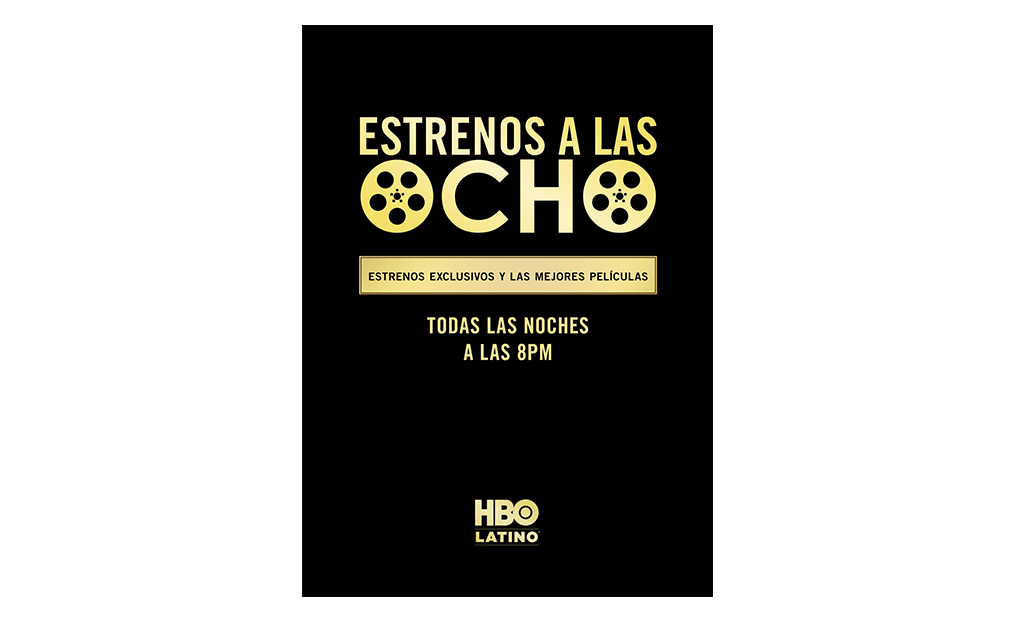 ESTRENOS A LAS
OCHO
ESTRENOS EXCLUSIVOS Y LAS MEJORES PELÍCULAS
TODAS LAS NOCHES
A LAS 8PM
HBO
LATINO